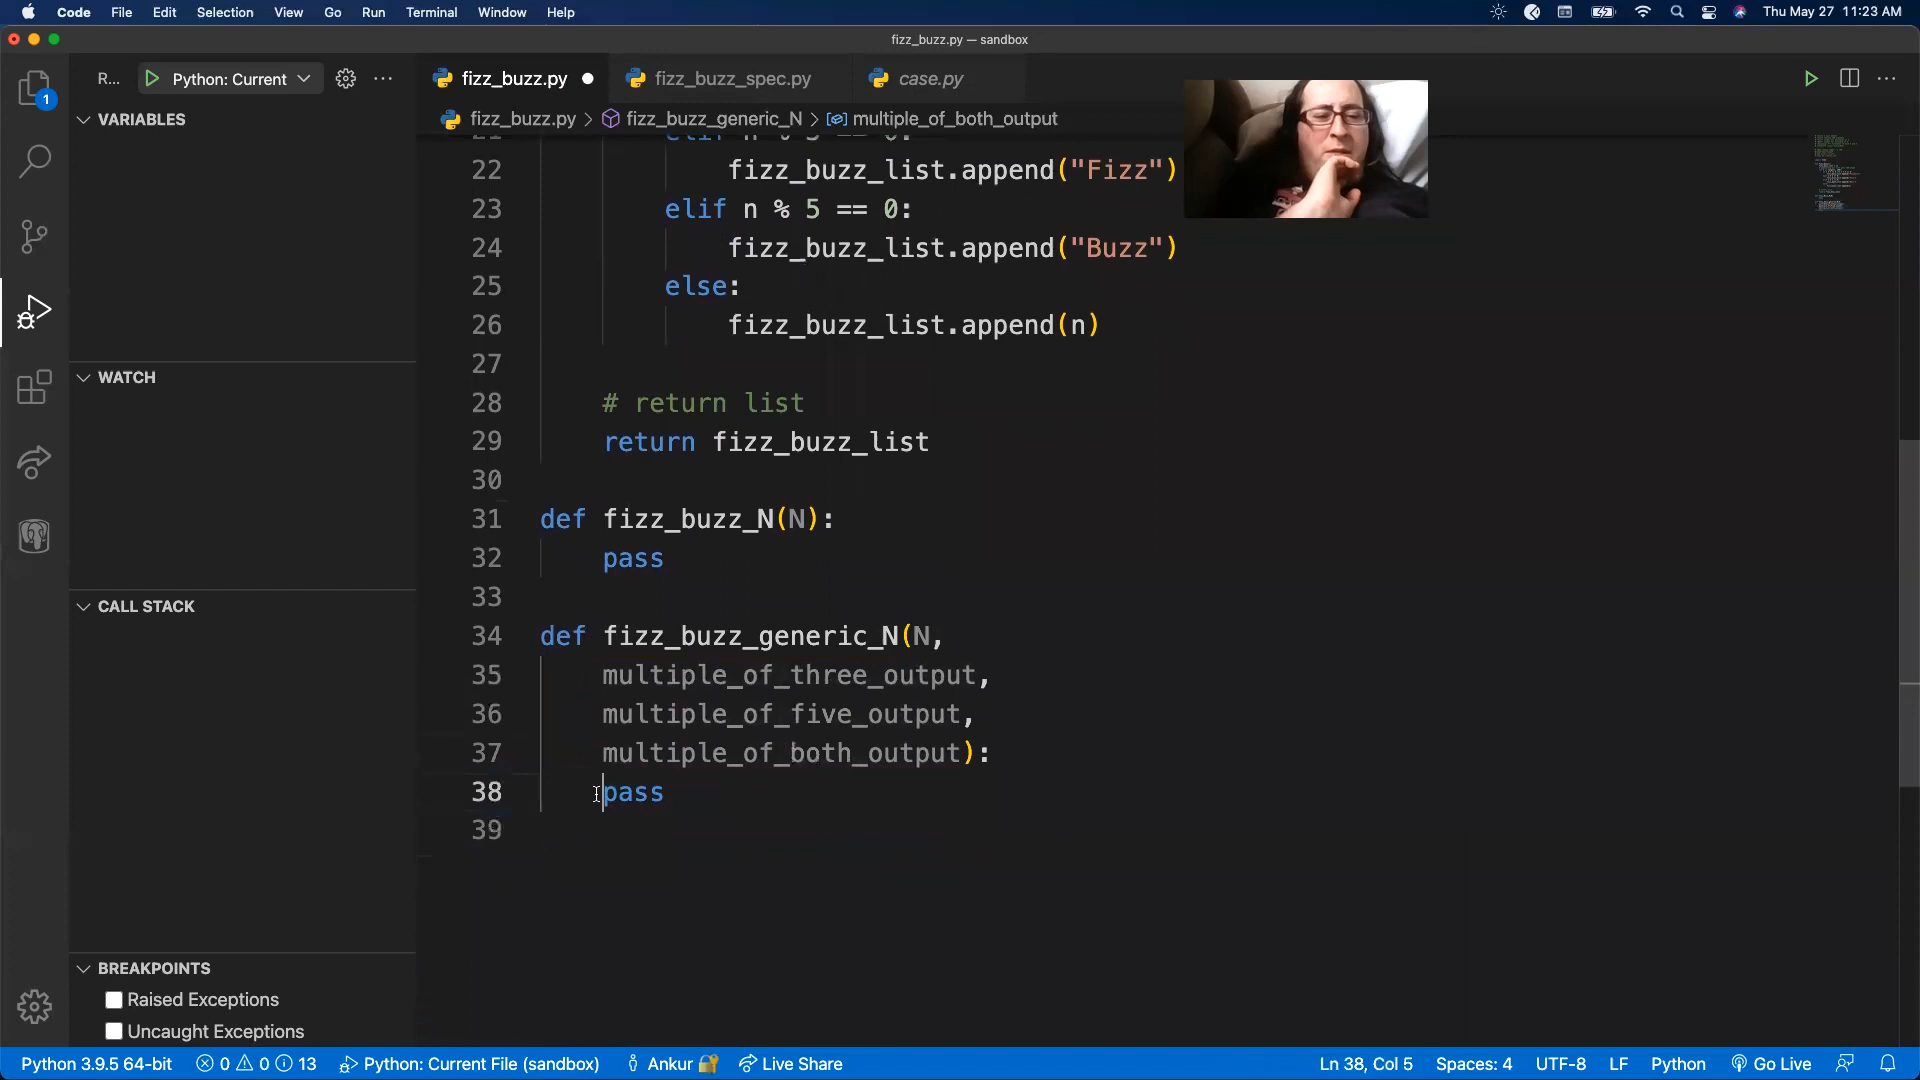 Code File Edit Selection View Go Run Terminal Window Help Thu May 27 11:23 AM
fizz_buzz.py — sandbox
R... Python: Current ··· fizz_buzz.py fizz_buzz_spec.py case.py ···
1
VARIABLES
fizz_buzz.py > fizz_buzz_generic_N > multiple_of_both_output
22 fizz_buzz_list.append("Fizz")
23 elif n % 5 == 0:
24 fizz_buzz_list.append("Buzz")
25 else:
26 fizz_buzz_list.append(n)
27
WATCH
28 # return list
29 return fizz_buzz_list
30
31 def fizz_buzz_N(N):
32 pass
33
CALL STACK
34 def fizz_buzz_generic_N(N,
35 multiple_of_three_output,
36 multiple_of_five_output,
37 multiple_of_both_output):
38 pass
39
BREAKPOINTS
Raised Exceptions
Uncaught Exceptions
Python 3.9.5 64-bit 0 0 13 Python: Current File (sandbox) Ankur Live Share Ln 38, Col 5 Spaces: 4 UTF-8 LF Python Go Live